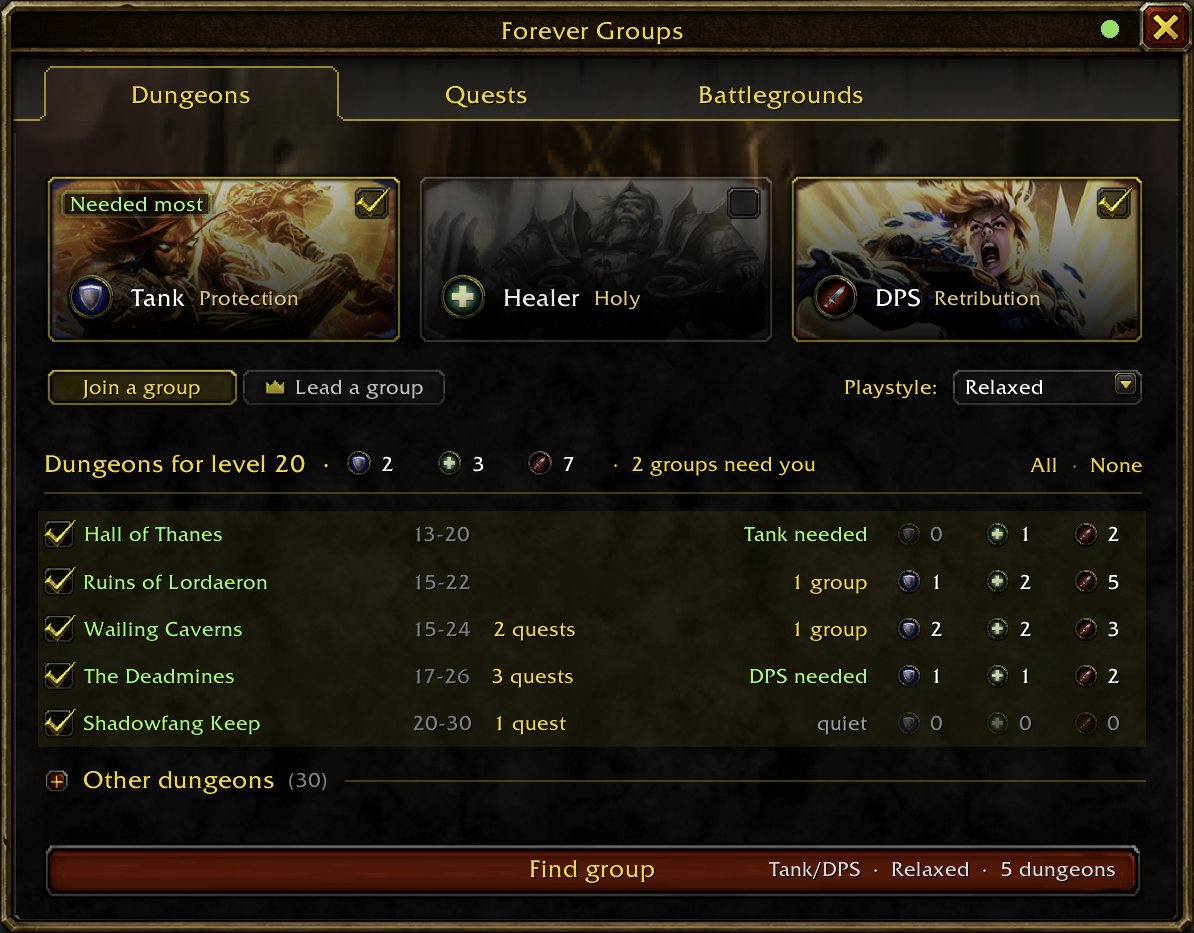 Forever Groups
Dungeons Quests Battlegrounds
Needed most
Tank Protection Healer Holy DPS Retribution
Join a group Lead a group Playstyle: Relaxed
Dungeons for level 20 · 2 3 7 · 2 groups need you All · None
Hall of Thanes 13-20 Tank needed 0 1 2
Ruins of Lordaeron 15-22 1 group 1 2 5
Wailing Caverns 15-24 2 quests 1 group 2 2 3
The Deadmines 17-26 3 quests DPS needed 1 1 2
Shadowfang Keep 20-30 1 quest quiet 0 0 0
Other dungeons (30)
Find group Tank/DPS · Relaxed · 5 dungeons